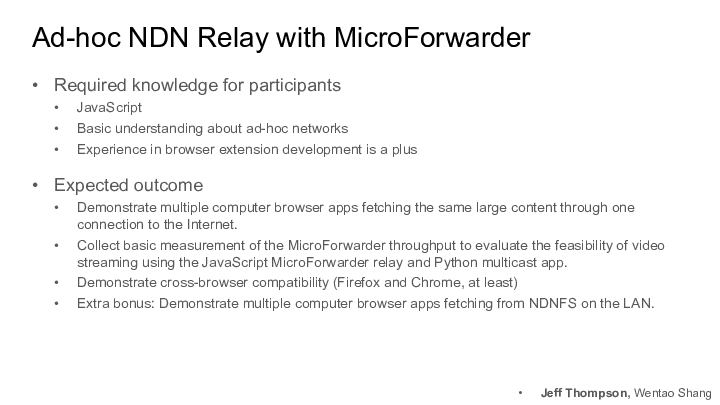 Ad-hoc NDN Relay with MicroForwarder
• Required knowledge for participants
• JavaScript
• Basic understanding about ad-hoc networks
• Experience in browser extension development is a plus
• Expected outcome
• Demonstrate multiple computer browser apps fetching the same large content through one
connection to the Internet.
• Collect basic measurement of the MicroForwarder throughput to evaluate the feasibility of video
streaming using the JavaScript MicroForwarder relay and Python multicast app.
• Demonstrate cross-browser compatibility (Firefox and Chrome, at least)
• Extra bonus: Demonstrate multiple computer browser apps fetching from NDNFS on the LAN.
• Jeff Thompson, Wentao Shang